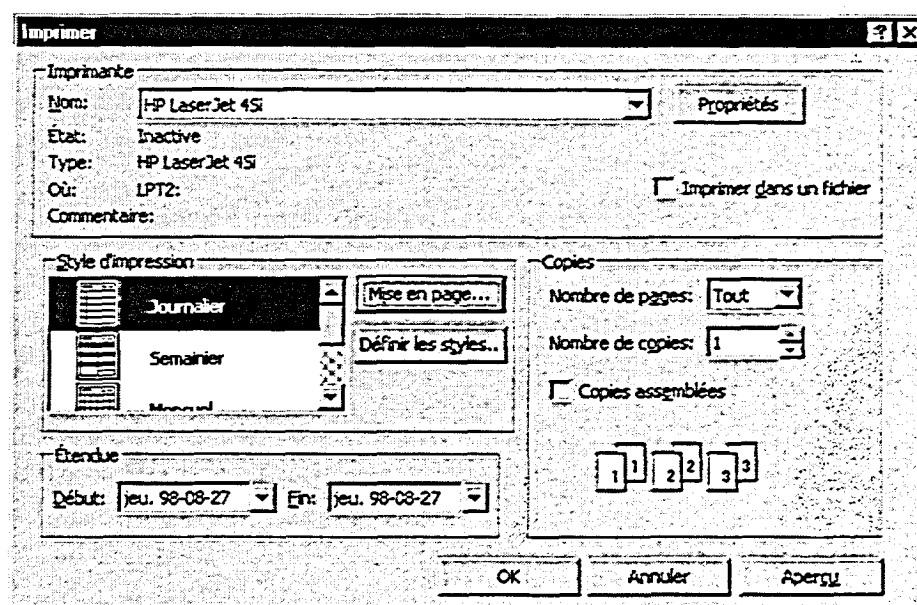 Imprimer
Imprimante
Nom: HP LaserJet 4Si Propriétés
État: Inactive
Type: HP LaserJet 4Si
Où: LPT2: Imprimer dans un fichier
Commentaire:
Style d'impression
Journalier
Semainier
Mensuel
Mise en page...
Définir les styles..
Copies
Nombre de pages: Tout
Nombre de copies: 1
Copies assemblées
1 1 2 2 3 3
Étendue
Début: jeu. 98-08-27 Fin: jeu. 98-08-27
OK Annuler Aperçu